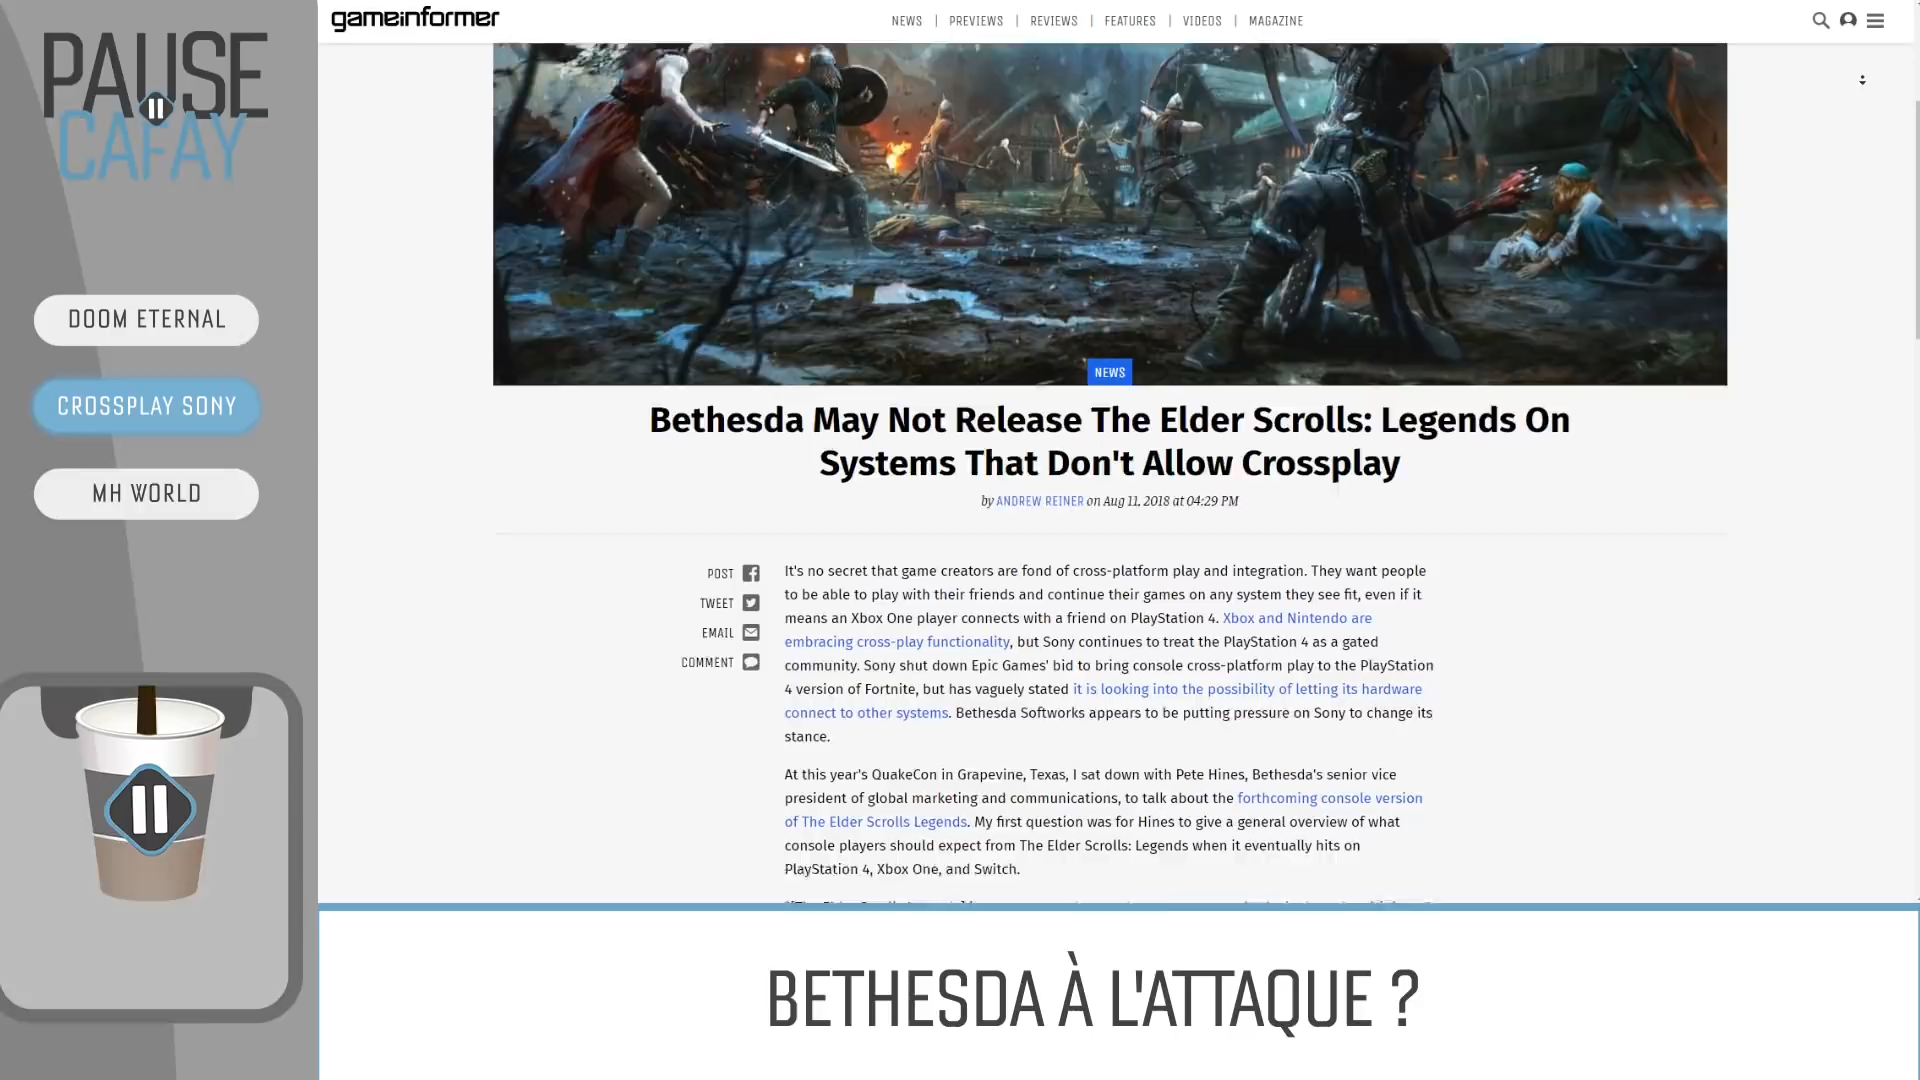 PAUSE
CAFAY
DOOM ETERNAL
CROSSPLAY SONY
MH WORLD
gameinformer
NEWS | PREVIEWS | REVIEWS | FEATURES | VIDEOS | MAGAZINE
NEWS
Bethesda May Not Release The Elder Scrolls: Legends On
Systems That Don't Allow Crossplay
by ANDREW REINER on Aug 11, 2018 at 04:29 PM
POST
TWEET
EMAIL
COMMENT
It's no secret that game creators are fond of cross-platform play and integration. They want people
to be able to play with their friends and continue their games on any system they see fit, even if it
means an Xbox One player connects with a friend on PlayStation 4. Xbox and Nintendo are
embracing cross-play functionality, but Sony continues to treat the PlayStation 4 as a gated
community. Sony shut down Epic Games' bid to bring console cross-platform play to the PlayStation
4 version of Fortnite, but has vaguely stated it is looking into the possibility of letting its hardware
connect to other systems. Bethesda Softworks appears to be putting pressure on Sony to change its
stance.
At this year's QuakeCon in Grapevine, Texas, I sat down with Pete Hines, Bethesda's senior vice
president of global marketing and communications, to talk about the forthcoming console version
of The Elder Scrolls Legends. My first question was for Hines to give a general overview of what
console players should expect from The Elder Scrolls: Legends when it eventually hits on
PlayStation 4, Xbox One, and Switch.
BETHESDA À L'ATTAQUE ?